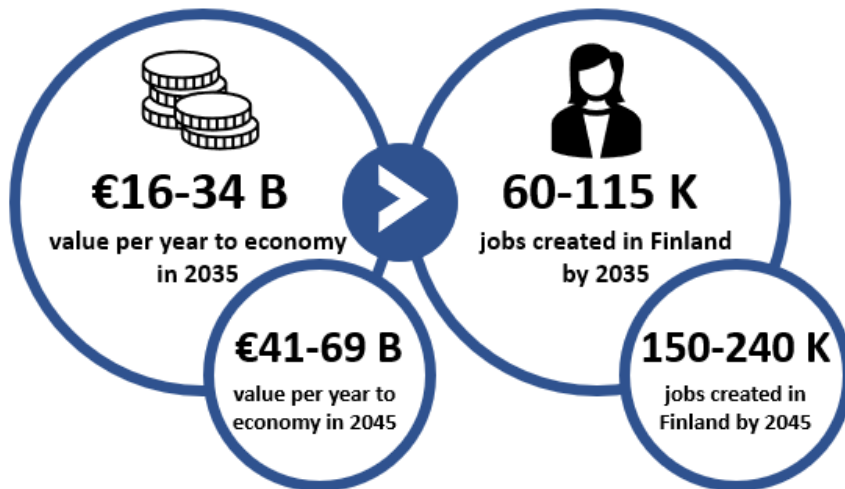 €16-34 B
value per year to economy
in 2035
€41-69 B
value per year to
economy in 2045
60-115 K
jobs created in Finland
by 2035
150-240 K
jobs created in
Finland by 2045